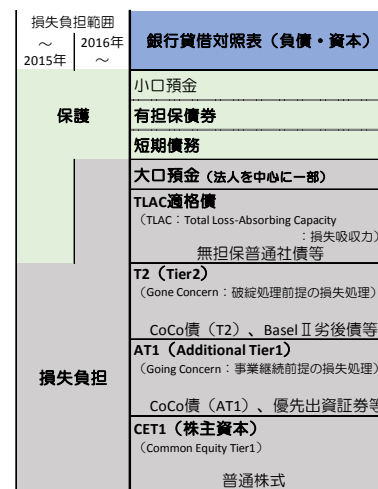 損失負担範囲
～
2015年
2016年
～
銀行貸借対照表（負債・資本）
保護
小口預金
有担保債券
短期債務
大口預金（法人を中心に一部）
TLAC適格債
（TLAC：Total Loss-Absorbing Capacity
：損失吸収力）
無担保普通社債等
T2（Tier2）
（Gone Concern：破綻処理前提の損失処理）
CoCo債（T2）、BaselⅡ劣後債等
損失負担
AT1（Additional Tier1）
（Going Concern：事業継続前提の損失処理）
CoCo債（AT1）、優先出資証券等
CET1（株主資本）
（Common Equity Tier1）
普通株式